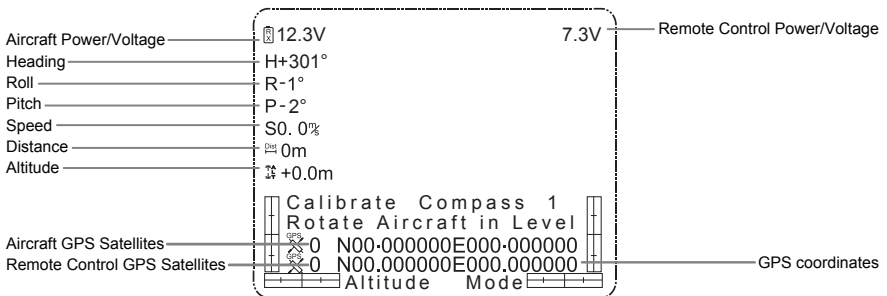 Aircraft Power/Voltage
Heading
Roll
Pitch
Speed
Distance
Altitude
Aircraft GPS Satellites
Remote Control GPS Satellites
RX 12.3V 7.3V
H+301°
R-1°
P-2°
S0. 0m/s
Dist 0m
+0.0m
Calibrate Compass 1
Rotate Aircraft in Level
GPS 0 N00·000000E000·000000
GPS 0 N00.000000E000.000000
Altitude Mode
Remote Control Power/Voltage
GPS coordinates